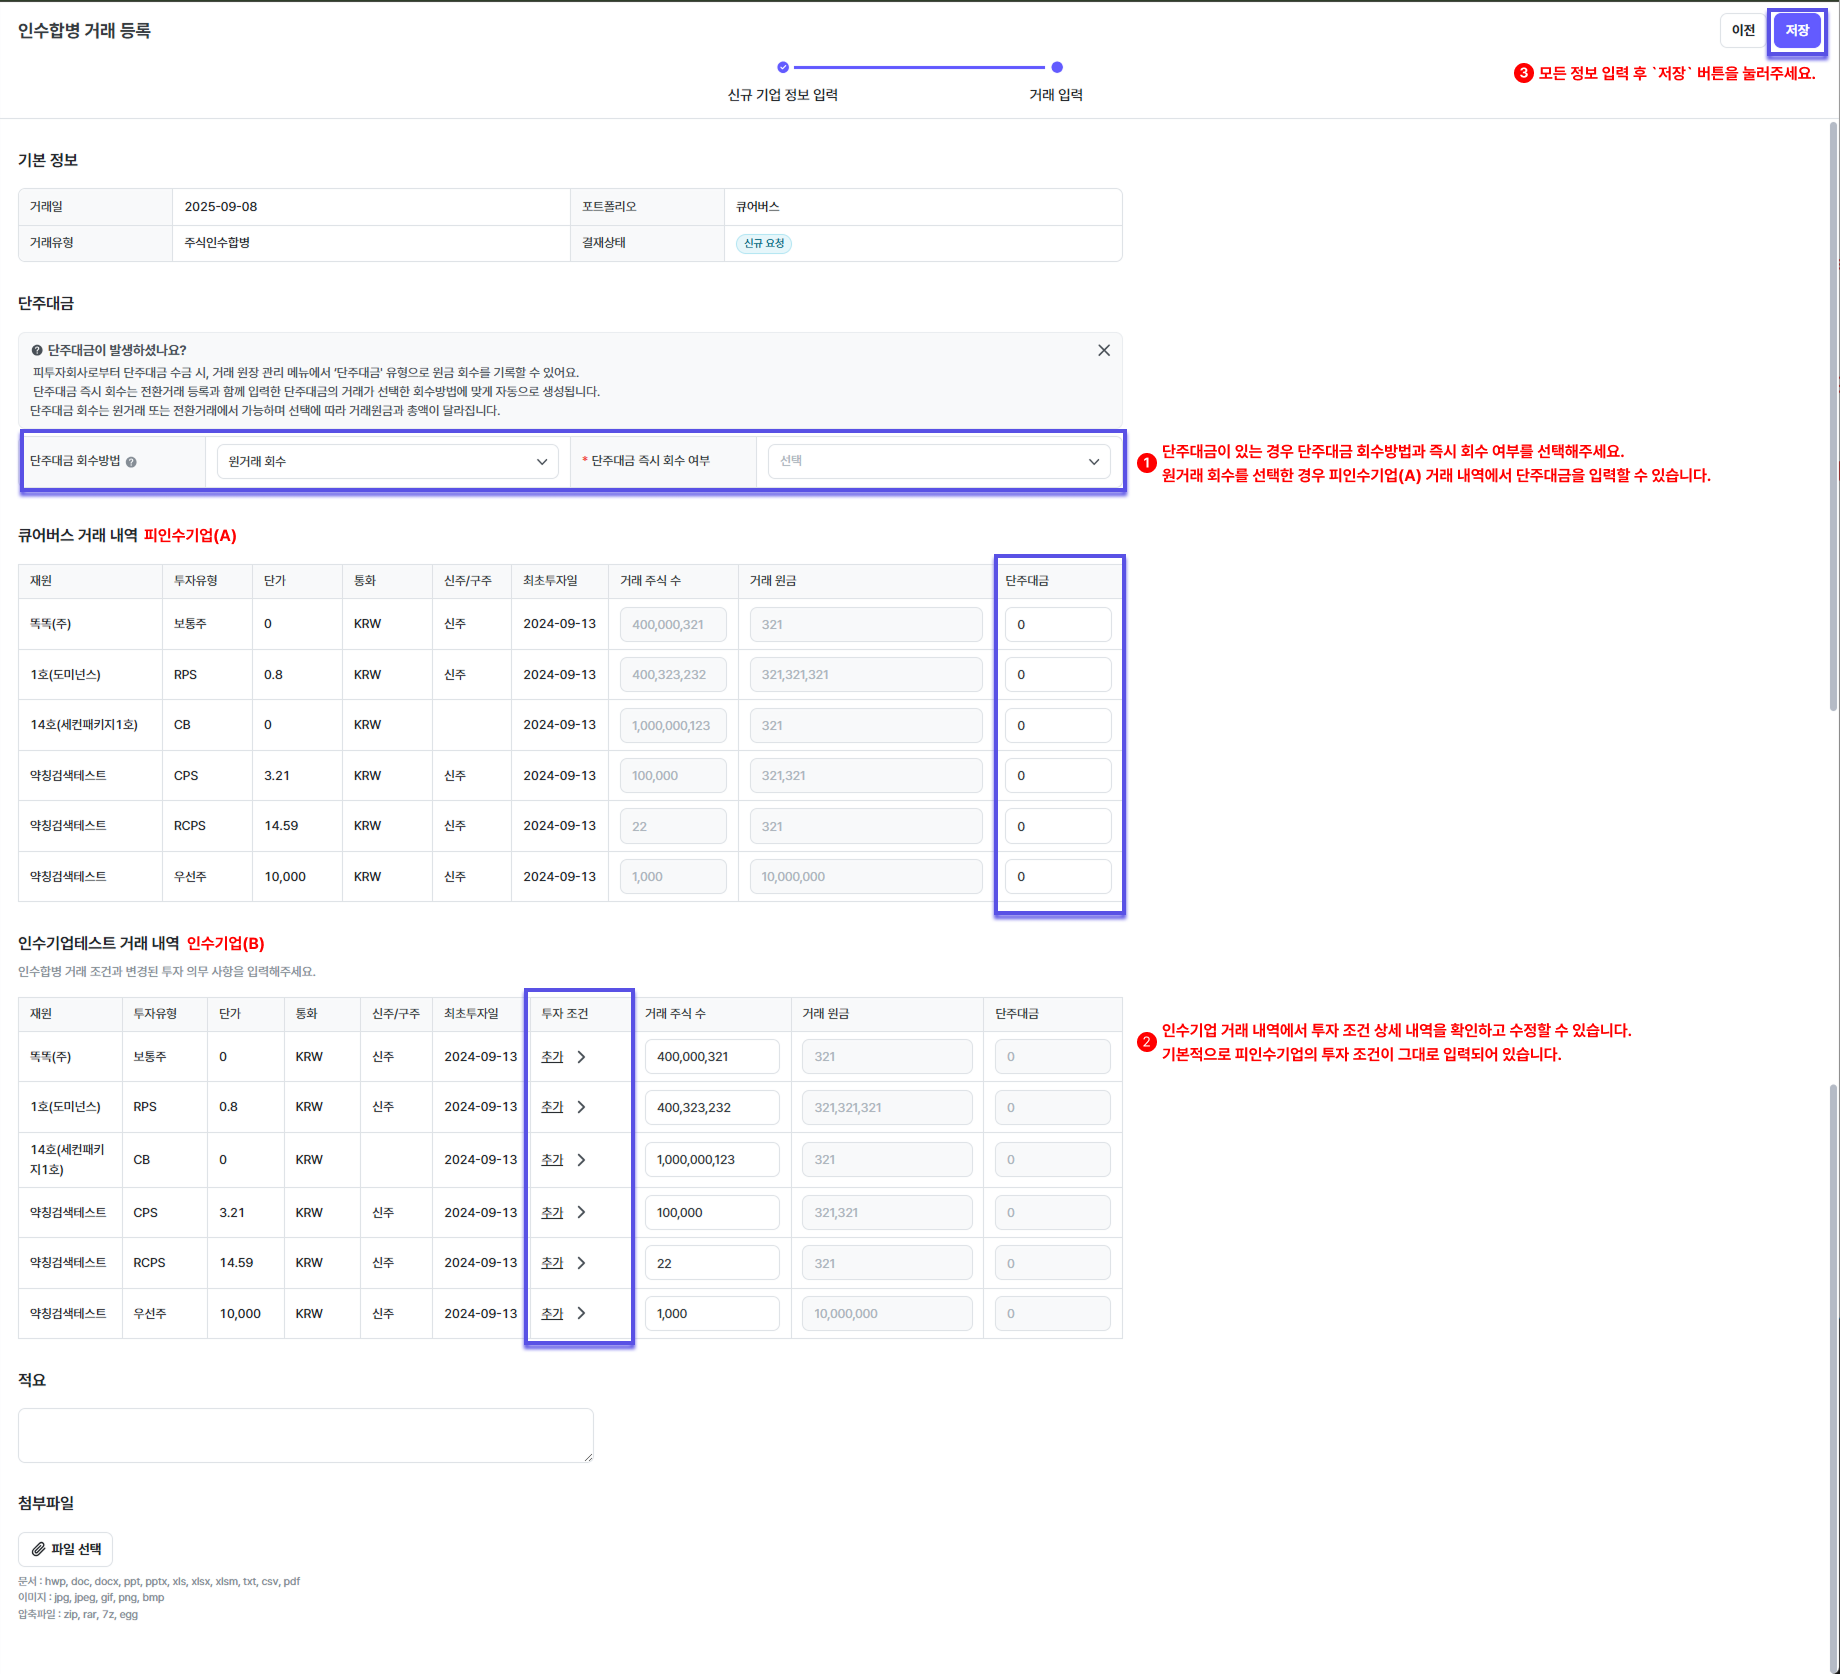 인수합병 거래 등록
이전
저장
3 모든 정보 입력 후 `저장` 버튼을 눌러주세요.
신규 기업 정보 입력
거래 입력
기본 정보
거래일 2025-09-08 포트폴리오 큐어버스
거래유형 주식인수합병 결재상태 신규 요청
단주대금
단주대금이 발생하셨나요?
피투자회사로부터 단주대금 수금 시, 거래 원장 관리 메뉴에서 '단주대금' 유형으로 원금 회수를 기록할 수 있어요.
단주대금 즉시 회수는 전환거래 등록과 함께 입력한 단주대금의 거래가 선택한 회수방법에 맞게 자동으로 생성됩니다.
단주대금 회수는 원거래 또는 전환거래에서 가능하며 선택에 따라 거래원금과 총액이 달라집니다.
단주대금 회수방법 원거래 회수 * 단주대금 즉시 회수 여부 선택
1 단주대금이 있는 경우 단주대금 회수방법과 즉시 회수 여부를 선택해주세요.
원거래 회수를 선택한 경우 피인수기업(A) 거래 내역에서 단주대금을 입력할 수 있습니다.
큐어버스 거래 내역 피인수기업(A)
재원 투자유형 단가 통화 신주/구주 최초투자일 거래 주식 수 거래 원금 단주대금
똑똑(주) 보통주 0 KRW 신주 2024-09-13 400,000,321 321 0
1호(도미넌스) RPS 0.8 KRW 신주 2024-09-13 400,323,232 321,321,321 0
14호(세컨패키지1호) CB 0 KRW 2024-09-13 1,000,000,123 321 0
약칭검색테스트 CPS 3.21 KRW 신주 2024-09-13 100,000 321,321 0
약칭검색테스트 RCPS 14.59 KRW 신주 2024-09-13 22 321 0
약칭검색테스트 우선주 10,000 KRW 신주 2024-09-13 1,000 10,000,000 0
인수기업테스트 거래 내역 인수기업(B)
인수합병 거래 조건과 변경된 투자 의무 사항을 입력해주세요.
재원 투자유형 단가 통화 신주/구주 최초투자일 투자 조건 거래 주식 수 거래 원금 단주대금
2 인수기업 거래 내역에서 투자 조건 상세 내역을 확인하고 수정할 수 있습니다.
기본적으로 피인수기업의 투자 조건이 그대로 입력되어 있습니다.
똑똑(주) 보통주 0 KRW 신주 2024-09-13 추가 400,000,321 321 0
1호(도미넌스) RPS 0.8 KRW 신주 2024-09-13 추가 400,323,232 321,321,321 0
14호(세컨패키
지1호) CB 0 KRW 2024-09-13 추가 1,000,000,123 321 0
약칭검색테스트 CPS 3.21 KRW 신주 2024-09-13 추가 100,000 321,321 0
약칭검색테스트 RCPS 14.59 KRW 신주 2024-09-13 추가 22 321 0
약칭검색테스트 우선주 10,000 KRW 신주 2024-09-13 추가 1,000 10,000,000 0
적요
첨부파일
파일 선택
문서 : hwp, doc, docx, ppt, pptx, xls, xlsx, xlsm, txt, csv, pdf
이미지 : jpg, jpeg, gif, png, bmp
압축파일 : zip, rar, 7z, egg